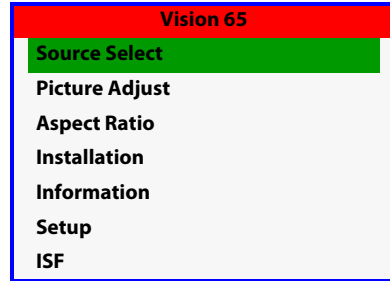 Vision 65
Source Select
Picture Adjust
Aspect Ratio
Installation
Information
Setup
ISF